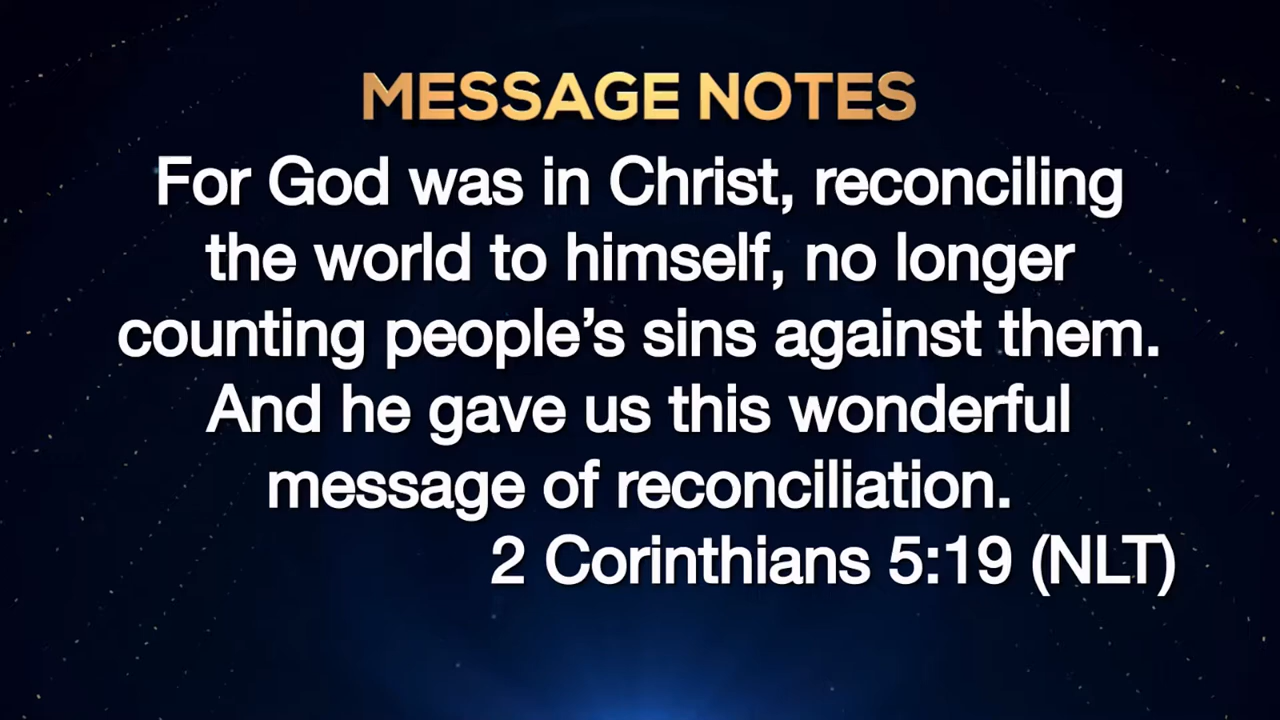 MESSAGE NOTES
For God was in Christ, reconciling
the world to himself, no longer
counting people’s sins against them.
And he gave us this wonderful
message of reconciliation.
2 Corinthians 5:19 (NLT)